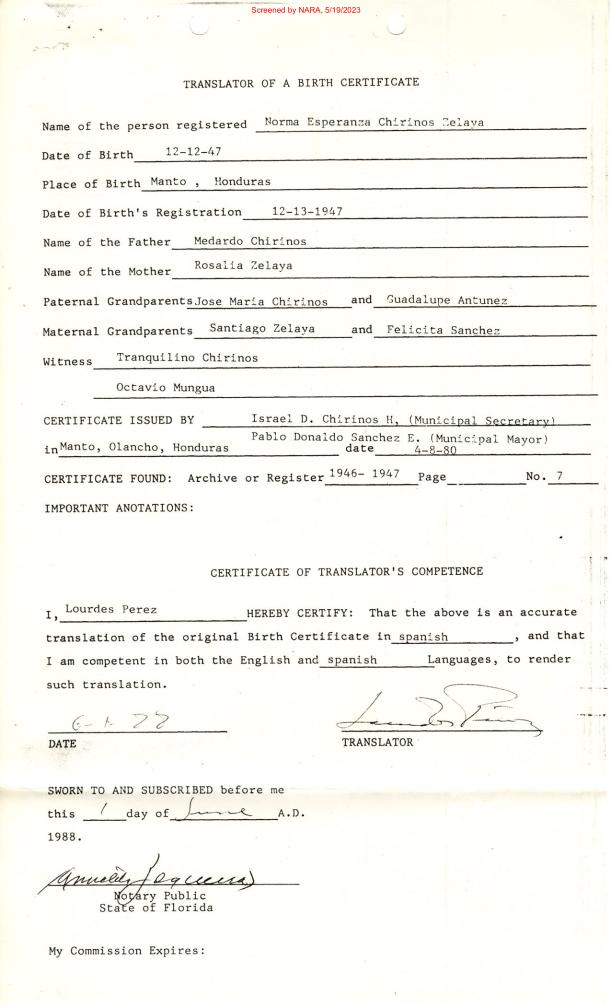 Screened by NARA, 5/19/2023
TRANSLATOR OF A BIRTH CERTIFICATE
Name of the person registered Norma Esperanza Chirinos Zelaya
Date of Birth 12-12-47
Place of Birth Manto , Honduras
Date of Birth's Registration 12-13-1947
Name of the Father Medardo Chirinos
Name of the Mother Rosalia Zelaya
Paternal Grandparents Jose Maria Chirinos and Guadalupe Antunez
Maternal Grandparents Santiago Zelaya and Felicita Sanchez
Witness Tranquilino Chirinos
Octavio Mungua
CERTIFICATE ISSUED BY Israel D. Chirinos H, (Municipal Secretary)
Pablo Donaldo Sanchez E. (Municipal Mayor)
in Manto, Olancho, Honduras date 4-8-80
CERTIFICATE FOUND: Archive or Register 1946- 1947 Page No. 7
IMPORTANT ANOTATIONS:
CERTIFICATE OF TRANSLATOR'S COMPETENCE
I, Lourdes Perez HEREBY CERTIFY: That the above is an accurate
translation of the original Birth Certificate in spanish , and that
I am competent in both the English and spanish Languages, to render
such translation.
DATE TRANSLATOR
SWORN TO AND SUBSCRIBED before me
this 1 day of June A.D.
1988.
Notary Public
State of Florida
My Commission Expires: